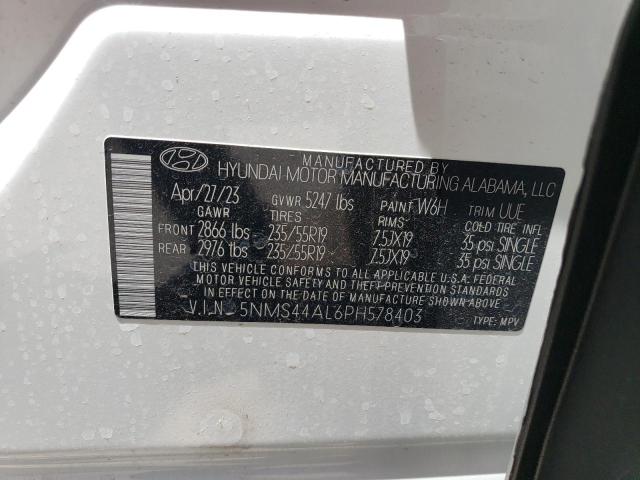 MANUFACTURED BY
HYUNDAI MOTOR MANUFACTURING ALABAMA, LLC
Apr/27/23 GVWR 5247 lbs PAINT W6H TRIM UUE
GAWR TIRES RIMS COLD TIRE INFL
FRONT 2866 lbs 235/55R19 7.5JX19 35 psi SINGLE
REAR 2976 lbs 235/55R19 7.5JX19 35 psi SINGLE
THIS VEHICLE CONFORMS TO ALL APPLICABLE U.S.A. FEDERAL
MOTOR VEHICLE SAFETY AND THEFT-PREVENTION STANDARDS
IN EFFECT ON THE DATE OF MANUFACTURE SHOWN ABOVE.
V.I.N 5NMS44AL6PH578403 TYPE: MPV